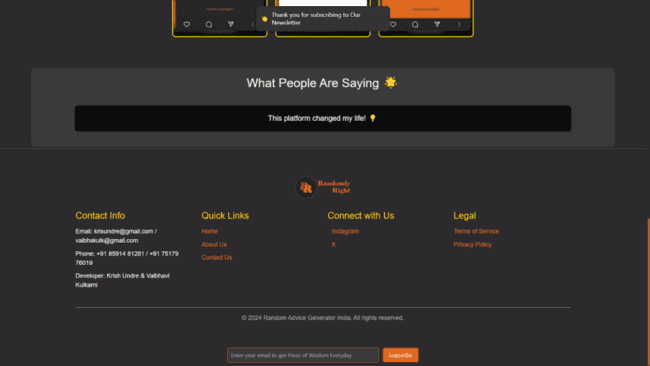 Thank you for subscribing to Our
Newsletter
What People Are Saying 🌟
This platform changed my life! 💡
Randomly
Right
Contact Info
Quick Links
Connect with Us
Legal
Email: kitsundre@gmail.com /
vaibhskulk@gmail.com
Phone: +91 85914 81281 / +91 75179
76019
Developer: Krish Undre & Vaibhavi
Kulkarni
Home
About Us
Contact Us
Instagram
X
Terms of Service
Privacy Policy
© 2024 Random Advice Generator India. All rights reserved.
Enter your email to get Piece of Wisdom Everyday
Subscribe